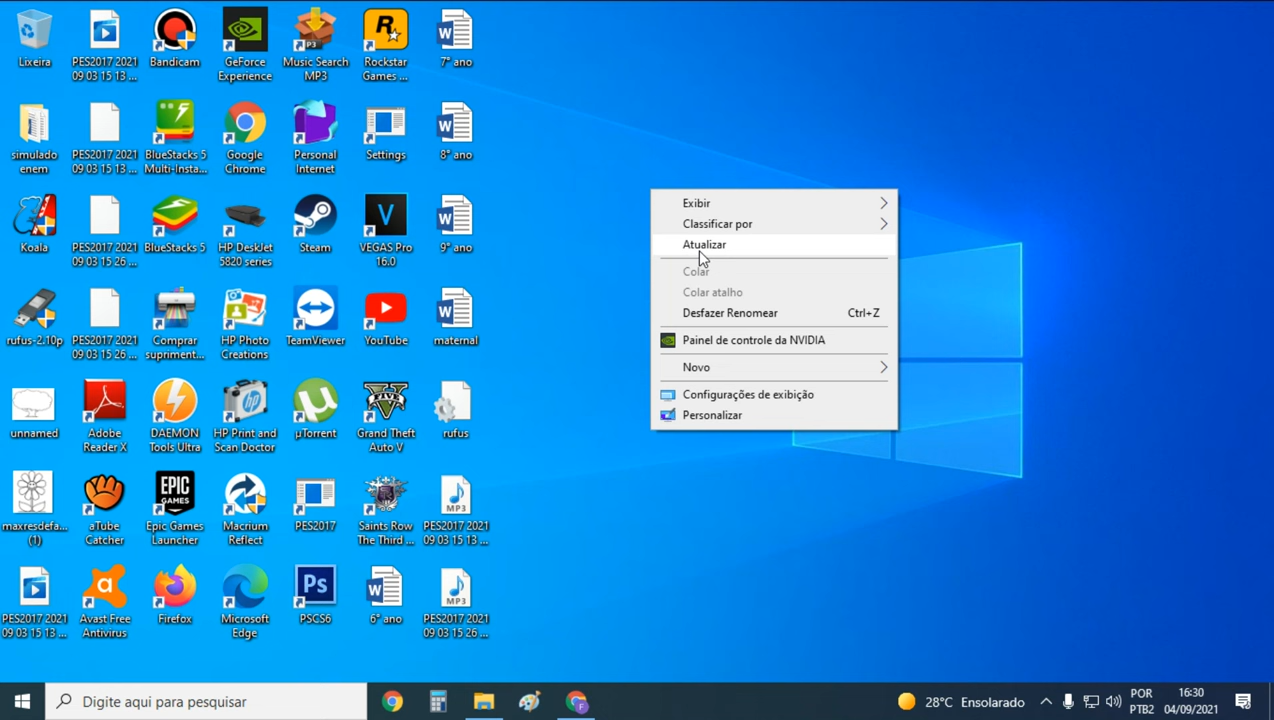 Lixeira
PES2017 2021
09 03 15 13 ...
Bandicam
GeForce
Experience
Music Search
MP3
P3
R
Rockstar
Games ...
W
7° ano
simulado
enem
PES2017 2021
09 03 15 13 ...
BlueStacks 5
Multi-Insta...
Google
Chrome
Personal
Internet
Settings
W
8° ano
Koala
PES2017 2021
09 03 15 26 ...
BlueStacks 5
HP DeskJet
5820 series
Steam
V
VEGAS Pro
16.0
W
9° ano
rufus-2.10p
PES2017 2021
09 03 15 26 ...
Comprar
supriment...
HP Photo
Creations
TeamViewer
YouTube
W
maternal
unnamed
Adobe
Reader X
DAEMON
Tools Ultra
hp
HP Print and
Scan Doctor
µTorrent
FIVE
Grand Theft
Auto V
rufus
maxresdefa...
(1)
aTube
Catcher
EPIC
GAMES
Epic Games
Launcher
Macrium
Reflect
PES2017
Saints Row
The Third ...
MP3
PES2017 2021
09 03 15 13 ...
PES2017 2021
09 03 15 13 ...
a
Avast Free
Antivirus
Firefox
Microsoft
Edge
Ps
PSCS6
W
6° ano
MP3
PES2017 2021
09 03 15 26 ...
Exibir
Classificar por
Atualizar
Colar
Colar atalho
Desfazer Renomear Ctrl+Z
Painel de controle da NVIDIA
Novo
Configurações de exibição
Personalizar
Digite aqui para pesquisar
F
28°C Ensolarado
POR
PTB2
16:30
04/09/2021